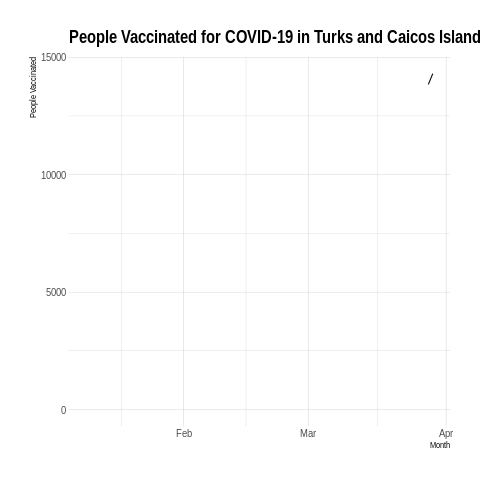 People Vaccinated for COVID-19 in Turks and Caicos Island
People Vaccinated
15000
10000
5000
0
Feb
Mar
Apr
Month